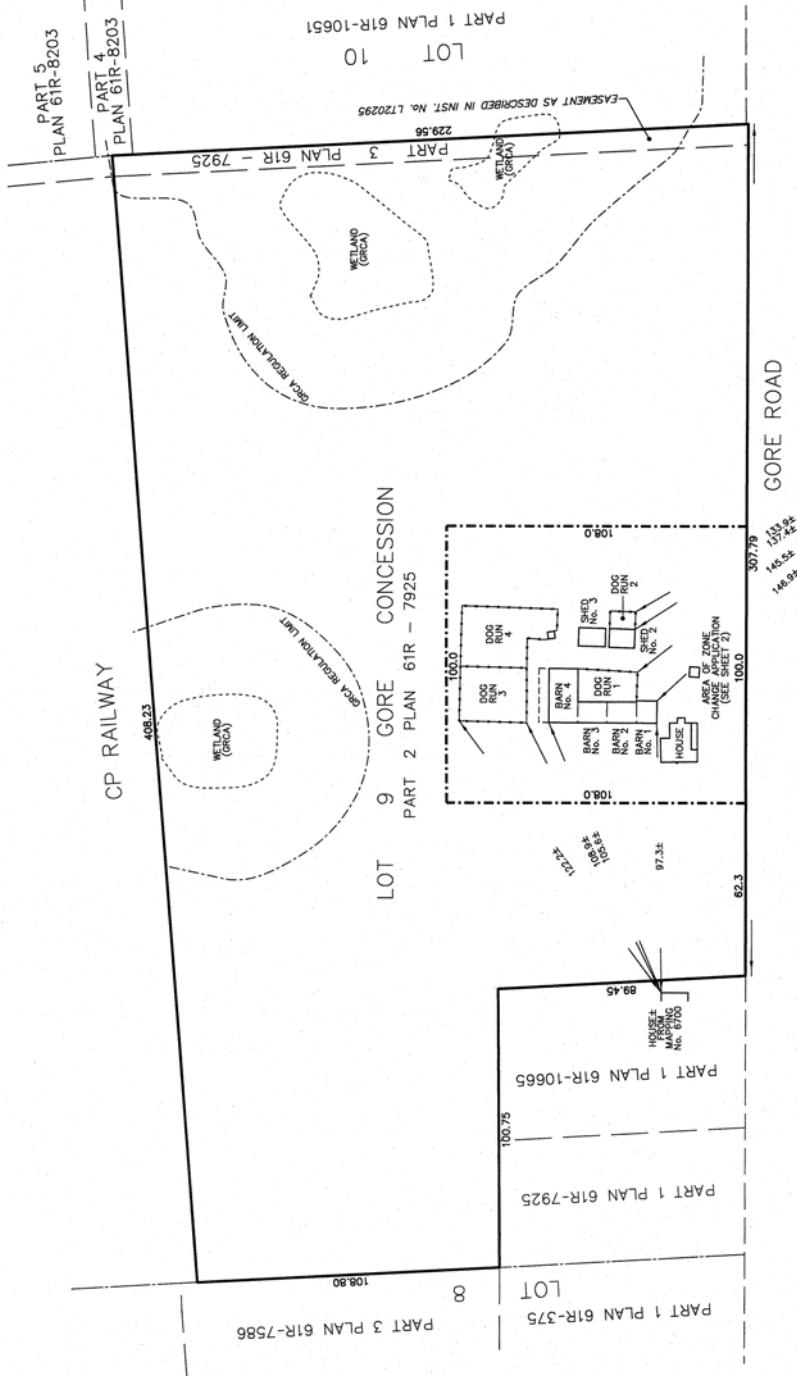 PART 5
PLAN 61R-8203
PART 4
PLAN 61R-8203
LOT 10
PART 1 PLAN 61R-10651
EASEMENT AS DESCRIBED IN INST. No. LT20295
229.56
PART 3 PLAN 61R - 7925
WETLAND
(GRCA)
WETLAND
(GRCA)
GRCA REGULATION LIMIT
CP RAILWAY
408.23
WETLAND
(GRCA)
GRCA REGULATION LIMIT
LOT 9 GORE CONCESSION
PART 2 PLAN 61R - 7925
GORE ROAD
307.79
133.9±
137.4±
145.5±
146.9±
108.0
100.0
DOG
RUN
4
DOG
RUN
3
SHED
No. 3
DOG
RUN
2
SHED
No. 2
BARN
No. 4
DOG
RUN
1
BARN
No. 3
BARN
No. 2
BARN
No. 1
HOUSE
AREA OF ZONE
CHANGE APPLICATION
(SEE SHEET 2)
100.0
108.0
122.2±
108.9±
105.6±
97.3±
62.3
89.45
HOUSE±
FROM
MAPPING
No. 6700
100.75
PART 1 PLAN 61R-10665
PART 1 PLAN 61R-7925
108.80
LOT 8
PART 3 PLAN 61R-7586
PART 1 PLAN 61R-375